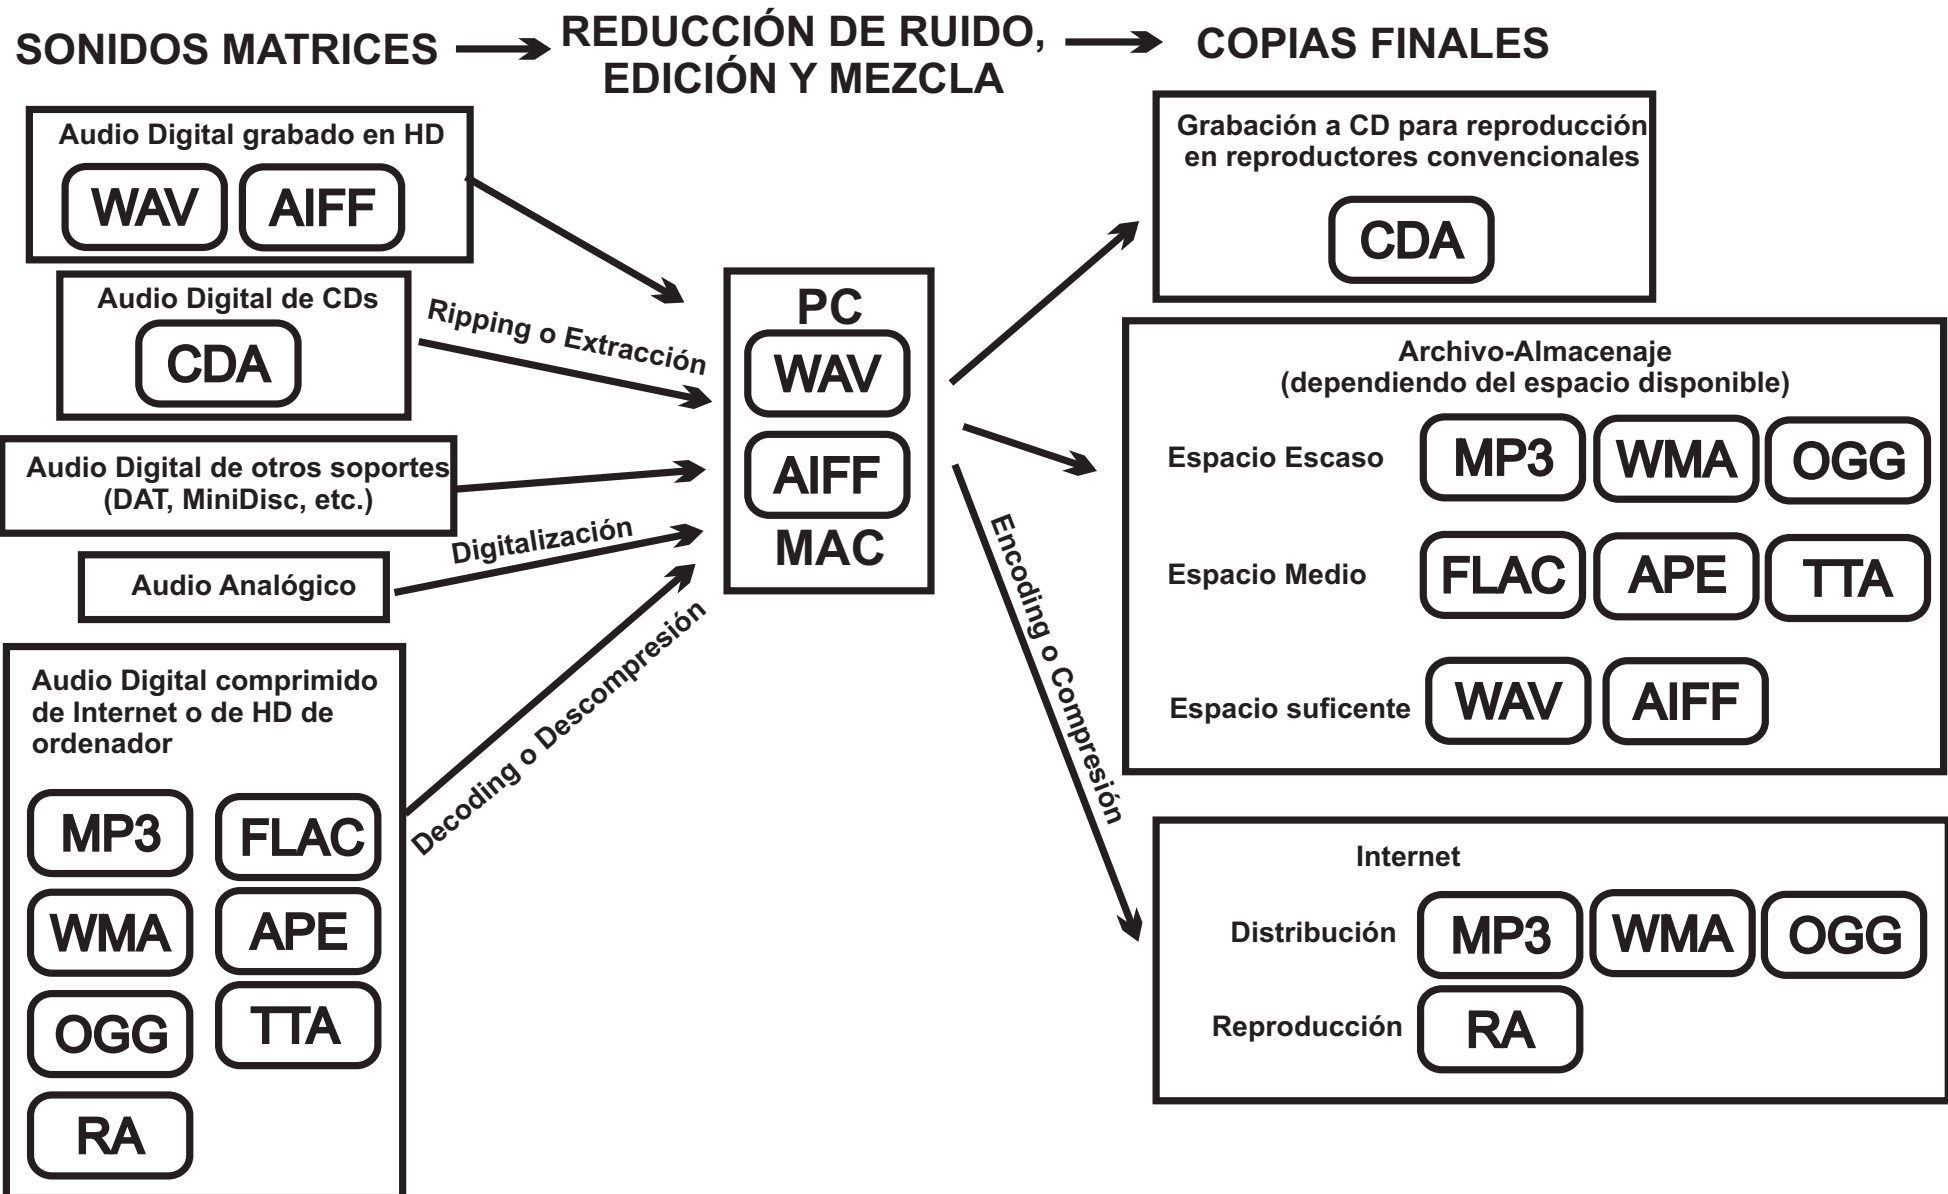 SONIDOS MATRICES
REDUCCIÓN DE RUIDO,
EDICIÓN Y MEZCLA
COPIAS FINALES
Audio Digital grabado en HD
WAV AIFF
Audio Digital de CDs
CDA
Ripping o Extracción
Audio Digital de otros soportes
(DAT, MiniDisc, etc.)
Audio Analógico
Digitalización
Audio Digital comprimido
de Internet o de HD de
ordenador
MP3 FLAC
WMA APE
OGG TTA
RA
Decoding o Descompresión
PC
WAV
AIFF
MAC
Encoding o Compresión
Grabación a CD para reproducción
en reproductores convencionales
CDA
Archivo-Almacenaje
(dependiendo del espacio disponible)
Espacio Escaso MP3 WMA OGG
Espacio Medio FLAC APE TTA
Espacio suficente WAV AIFF
Internet
Distribución MP3 WMA OGG
Reproducción RA